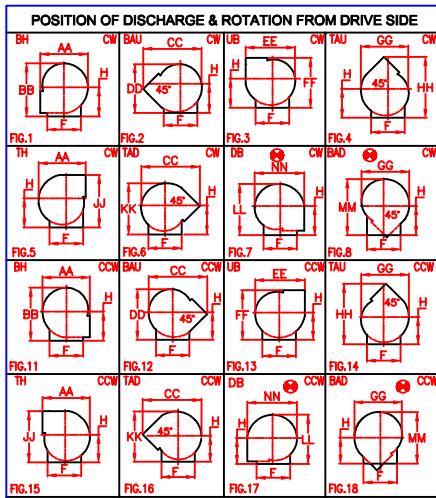 POSITION OF DISCHARGE & ROTATION FROM DRIVE SIDE
BH AA CW
BB H
F
FIG.1
BAU CC CW
DD 45° H
F
FIG.2
UB EE CW
H FF
F
FIG.3
TAU GG CW
H 45° HH
F
FIG.4
TH AA CW
H JJ
F
FIG.5
TAD CC CW
KK 45° H
F
FIG.6
DB NN CW
LL H
F
FIG.7
BAD GG CW
MM 45° H
F
FIG.8
BH AA CCW
BB H
F
FIG.11
BAU CC CCW
DD 45° H
F
FIG.12
UB EE CCW
FF H
F
FIG.13
TAU GG CCW
HH 45° H
F
FIG.14
TH AA CCW
JJ H
F
FIG.15
TAD CC CCW
KK 45° H
F
FIG.16
DB NN CCW
H LL
F
FIG.17
BAD GG CCW
H 45° MM
F
FIG.18